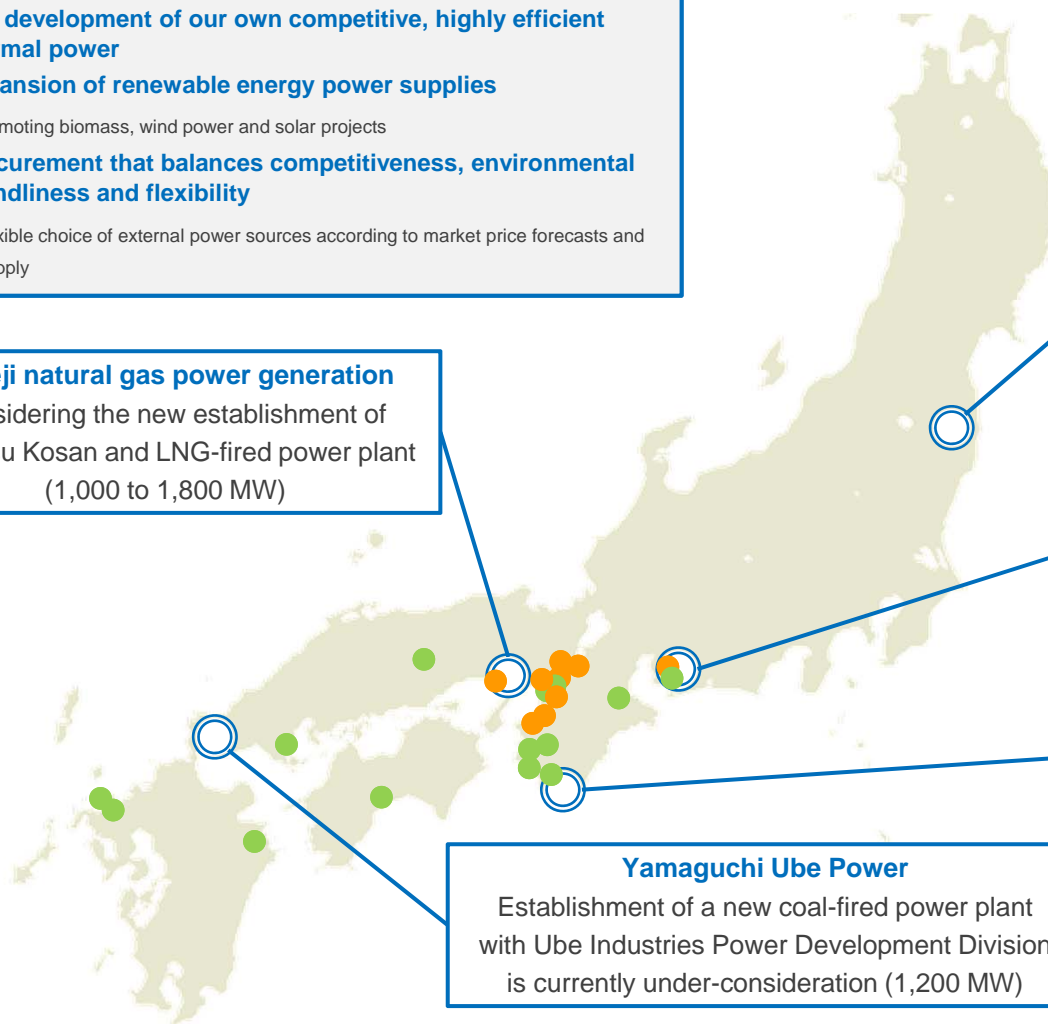 development of our own competitive, highly efficient
mal power
ansion of renewable energy power supplies
moting biomass, wind power and solar projects
curement that balances competitiveness, environmental
ndliness and flexibility
xible choice of external power sources according to market price forecasts and
pply
ji natural gas power generation
sidering the new establishment of
su Kosan and LNG-fired power plant
(1,000 to 1,800 MW)
Yamaguchi Ube Power
Establishment of a new coal-fired power plant
with Ube Industries Power Development Division
is currently under-consideration (1,200 MW)